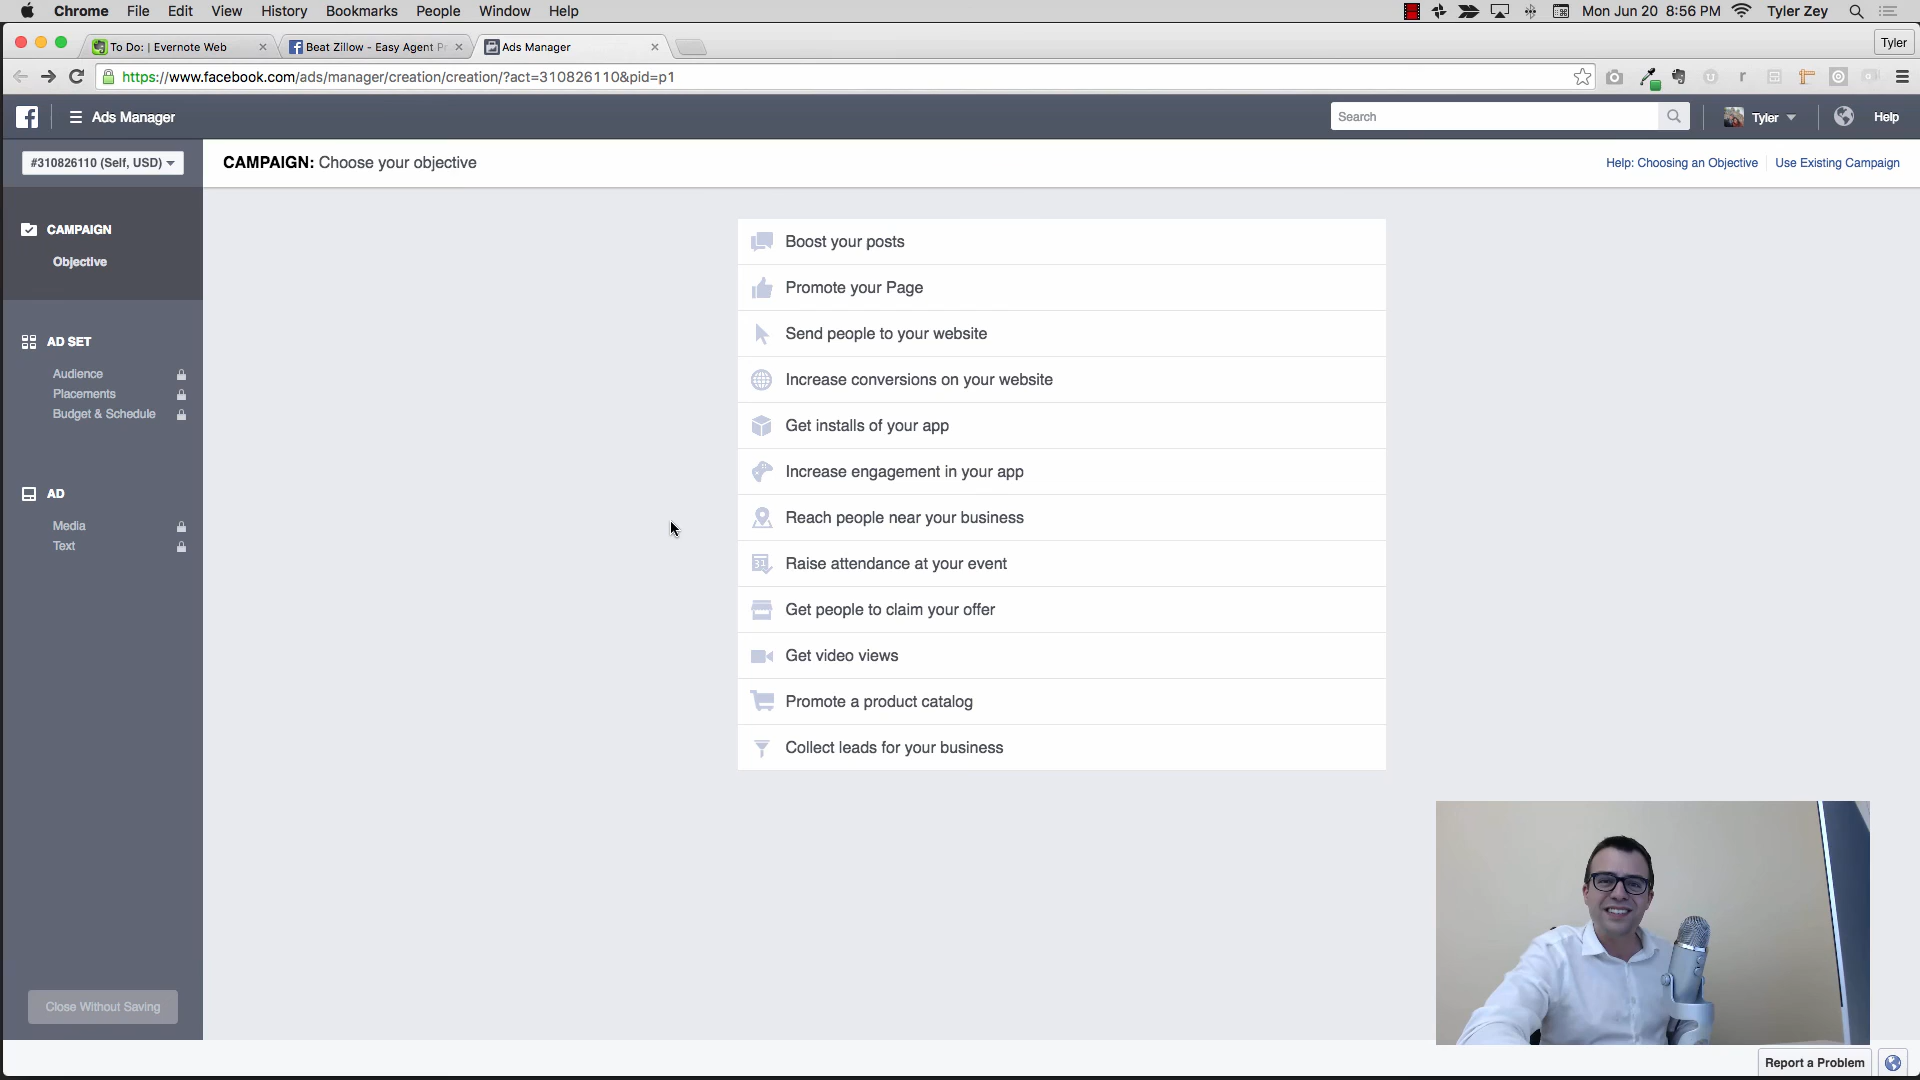 Chrome File Edit View History Bookmarks People Window Help
Mon Jun 20 8:56 PM Tyler Zey
To Do: | Evernote Web
Beat Zillow - Easy Agent Pr
Ads Manager
Tyler
https://www.facebook.com/ads/manager/creation/creation/?act=310826110&pid=p1
Ads Manager
Search
Tyler
Help
#310826110 (Self, USD)
CAMPAIGN: Choose your objective
Help: Choosing an Objective
Use Existing Campaign
CAMPAIGN
Objective
AD SET
Audience
Placements
Budget & Schedule
AD
Media
Text
Close Without Saving
Boost your posts
Promote your Page
Send people to your website
Increase conversions on your website
Get installs of your app
Increase engagement in your app
Reach people near your business
31
Raise attendance at your event
Get people to claim your offer
Get video views
Promote a product catalog
Collect leads for your business
Report a Problem